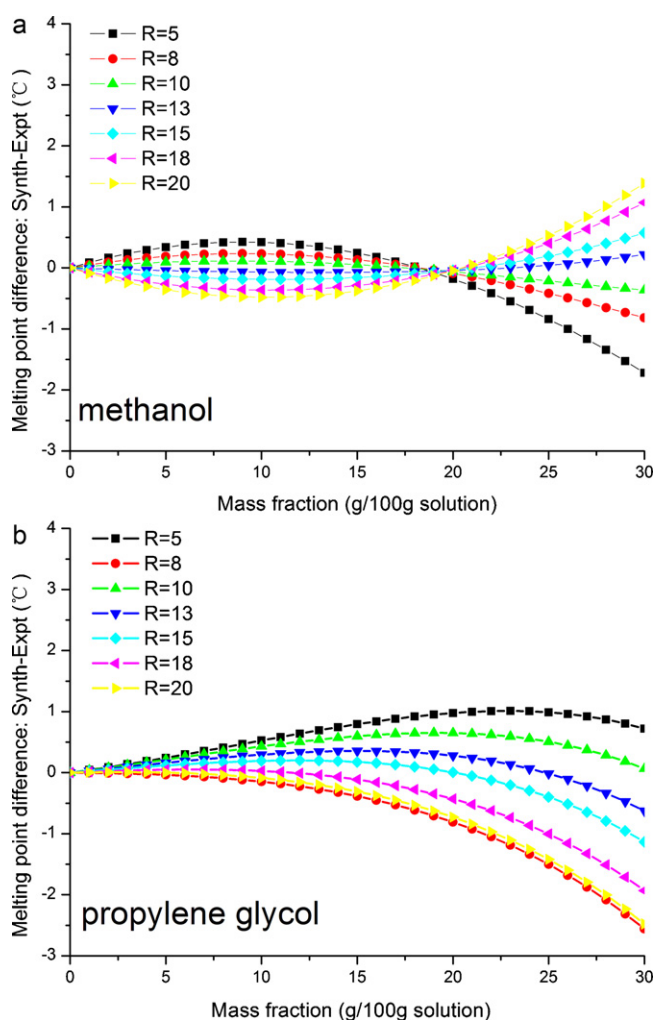 a
4
3
2
1
0
-1
-2
-3
Melting point difference: Synth-Expt (℃)
R=5
R=8
R=10
R=13
R=15
R=18
R=20
methanol
0 5 10 15 20 25 30
Mass fraction (g/100g solution)
b
4
3
2
1
0
-1
-2
-3
Melting point difference: Synth-Expt (℃)
R=5
R=8
R=10
R=13
R=15
R=18
R=20
propylene glycol
0 5 10 15 20 25 30
Mass fraction (g/100g solution)